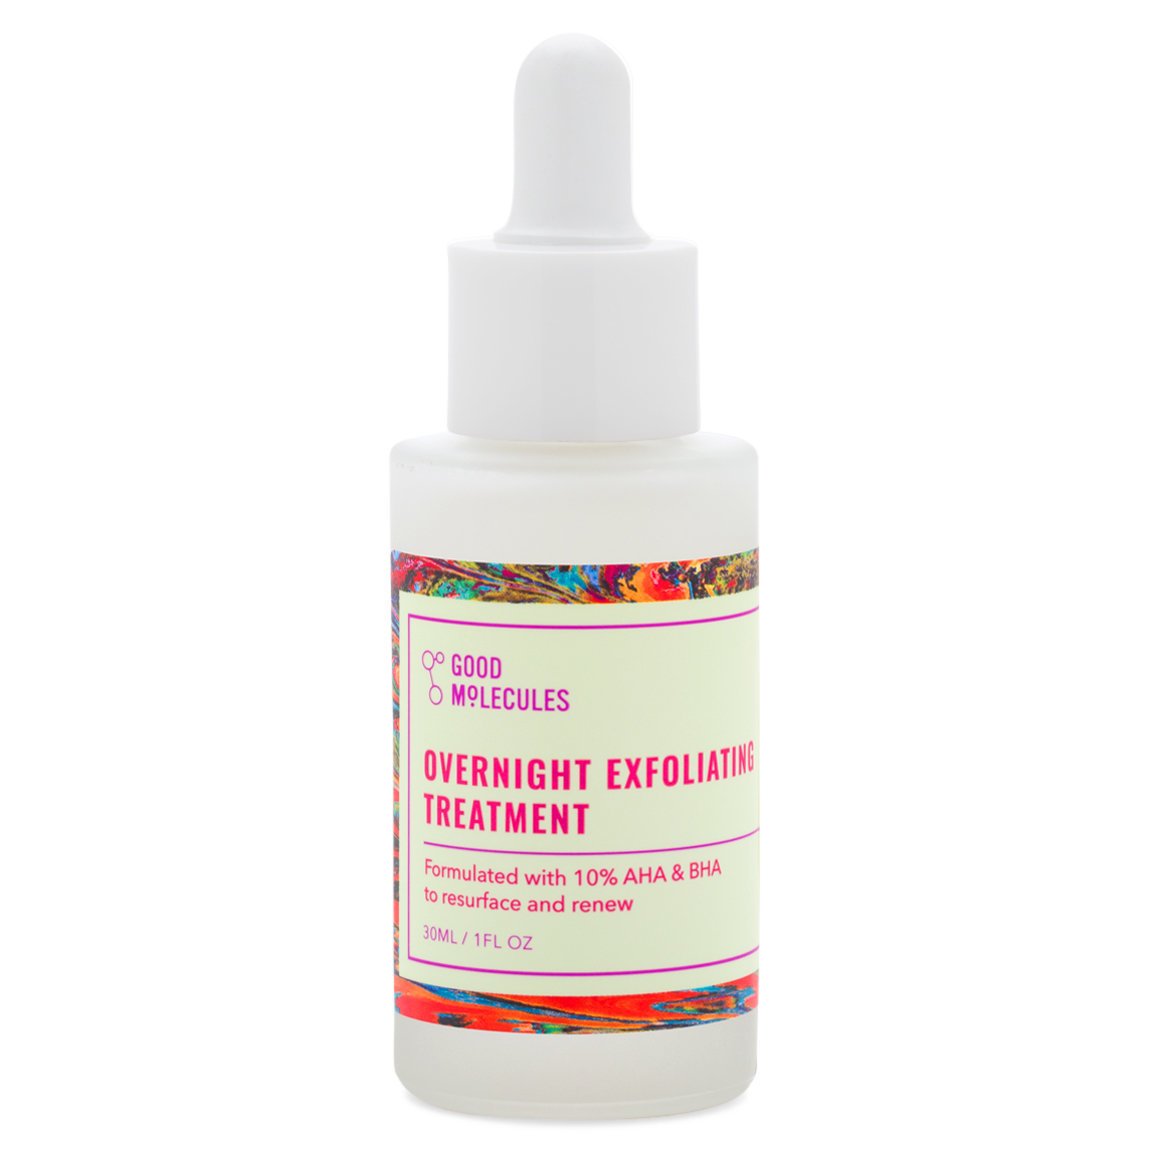 GOOD
MOLECULES
OVERNIGHT EXFOLIATING
TREATMENT
Formulated with 10% AHA & BHA
to resurface and renew
30ML / 1FL OZ